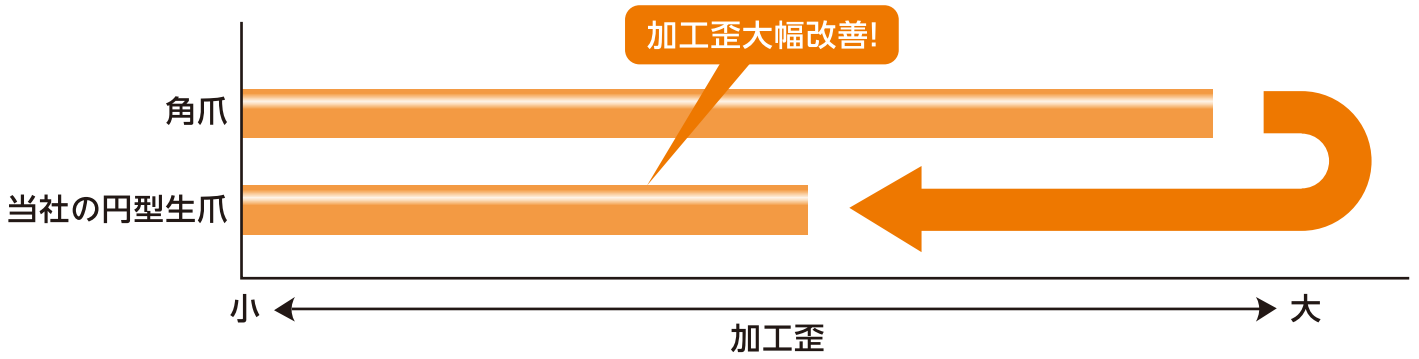 加工歪大幅改善!
角爪
当社の円型生爪
小
大
加工歪